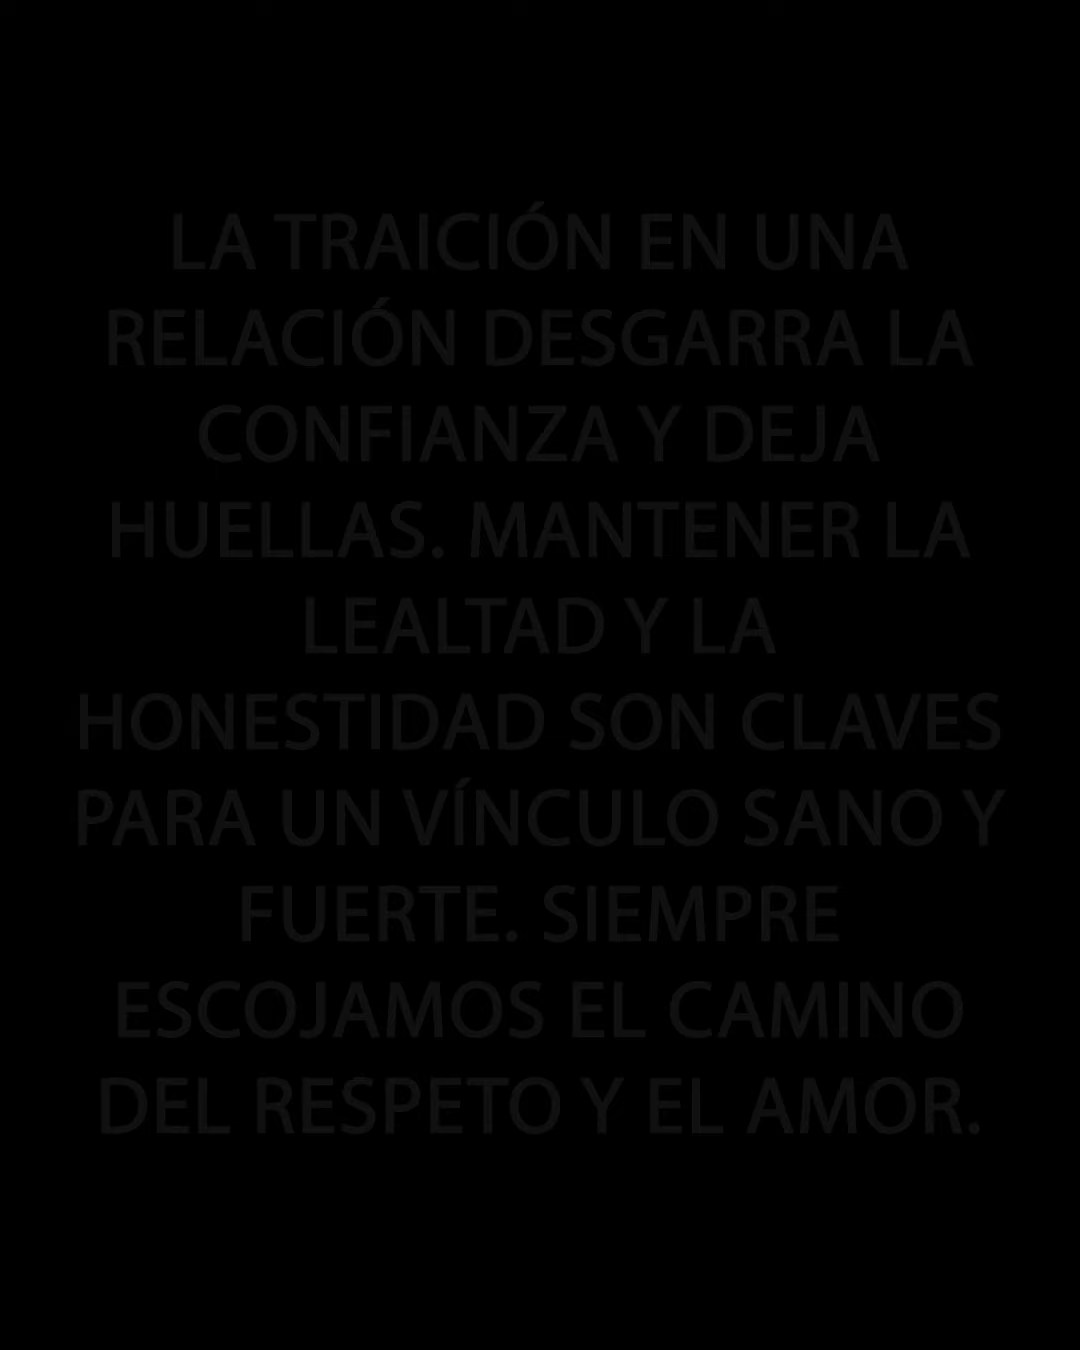 LA TRAICIÓN EN UNA
RELACIÓN DESGARRA LA
CONFIANZA Y DEJA
HUELLAS. MANTENER LA
LEALTAD Y LA
HONESTIDAD SON CLAVES
PARA UN VÍNCULO SANO Y
FUERTE. SIEMPRE
ESCOJAMOS EL CAMINO
DEL RESPETO Y EL AMOR.